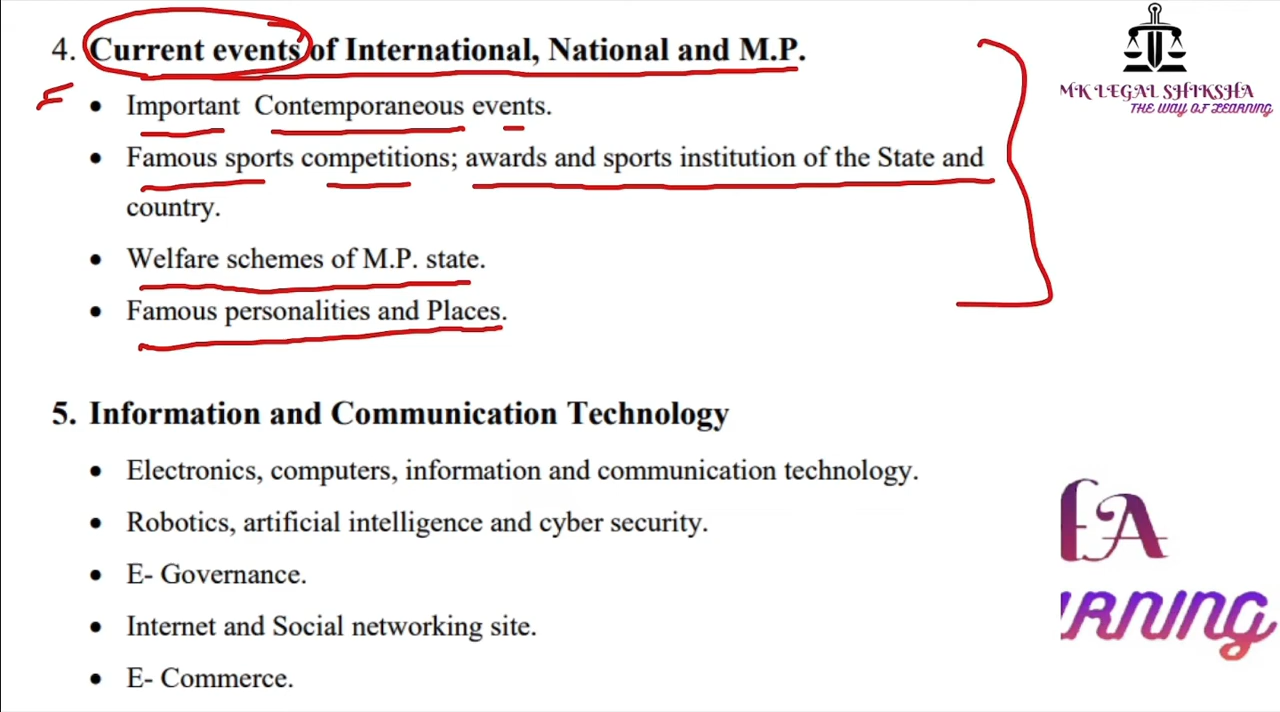 4. Current events of International, National and M.P.
MK LEGAL SHIKSHA
THE WAY OF LEARNING
• Important Contemporaneous events.
• Famous sports competitions; awards and sports institution of the State and
country.
• Welfare schemes of M.P. state.
• Famous personalities and Places.
5. Information and Communication Technology
• Electronics, computers, information and communication technology.
• Robotics, artificial intelligence and cyber security.
• E- Governance.
• Internet and Social networking site.
• E- Commerce.